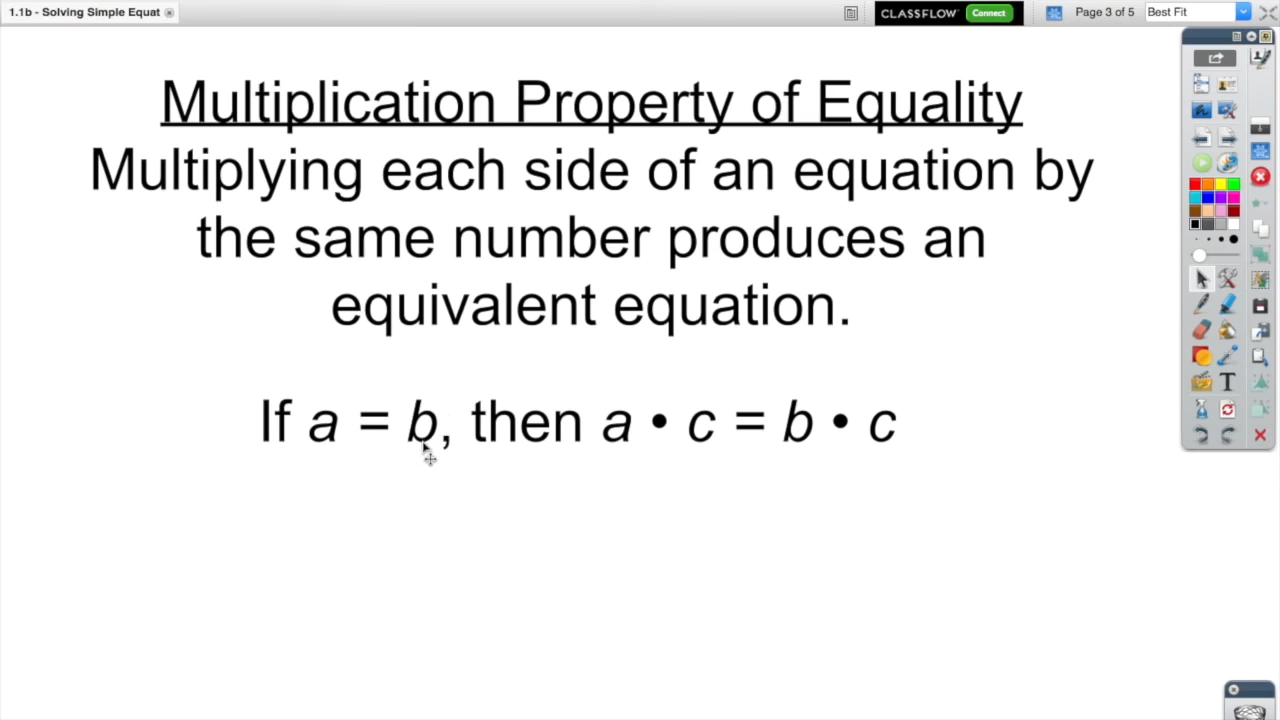 1.1b - Solving Simple Equat
CLASSFLOW Connect
Page 3 of 5
Best Fit
Multiplication Property of Equality
Multiplying each side of an equation by
the same number produces an
equivalent equation.
If a = b, then a • c = b • c